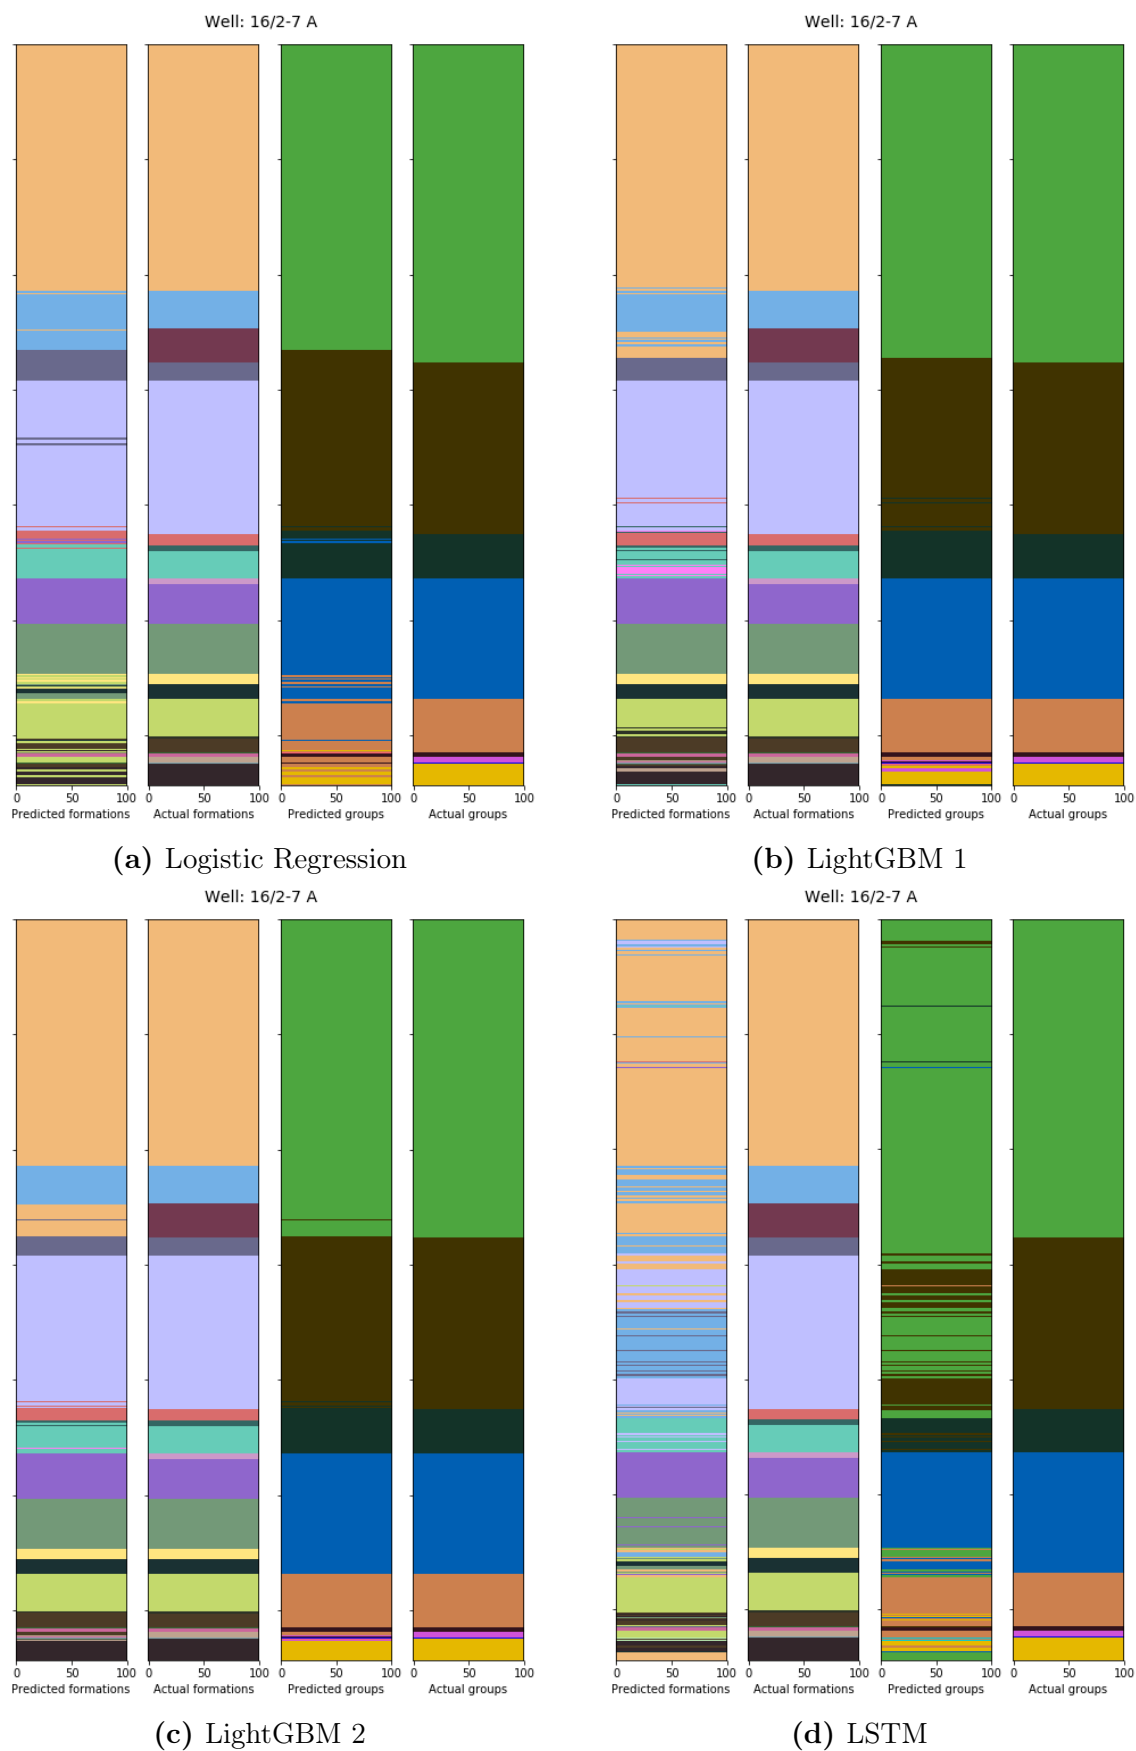 Well: 16/2-7 A
Well: 16/2-7 A
0 50 100 0 50 100 0 50 100 0 50 100
Predicted formations Actual formations Predicted groups Actual groups
0 50 100 0 50 100 0 50 100 0 50 100
Predicted formations Actual formations Predicted groups Actual groups
(a) Logistic Regression
(b) LightGBM 1
Well: 16/2-7 A
Well: 16/2-7 A
0 50 100 0 50 100 0 50 100 0 50 100
Predicted formations Actual formations Predicted groups Actual groups
0 50 100 0 50 100 0 50 100 0 50 100
Predicted formations Actual formations Predicted groups Actual groups
(c) LightGBM 2
(d) LSTM